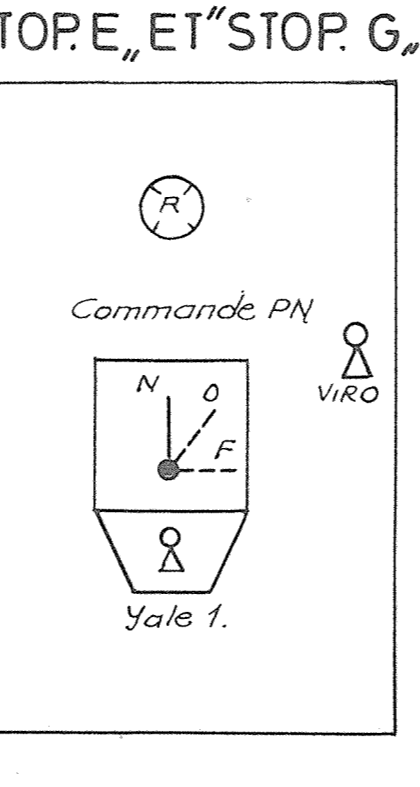 TOP. E„ ET "STOP. G„
R
Commande PN
VIRO
N O
F
Yale 1.